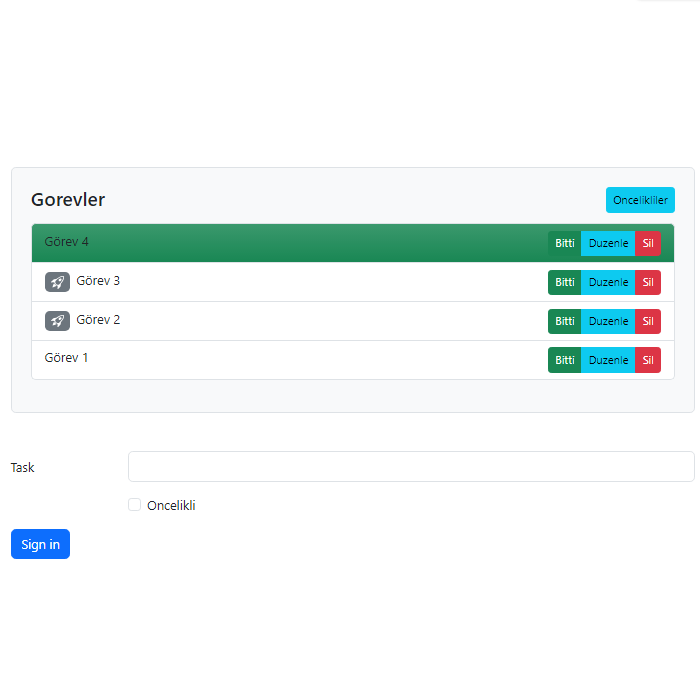 Gorevler Oncelikliler
Görev 4 Bitti Duzenle Sil
Görev 3 Bitti Duzenle Sil
Görev 2 Bitti Duzenle Sil
Görev 1 Bitti Duzenle Sil
Task
Oncelikli
Sign in